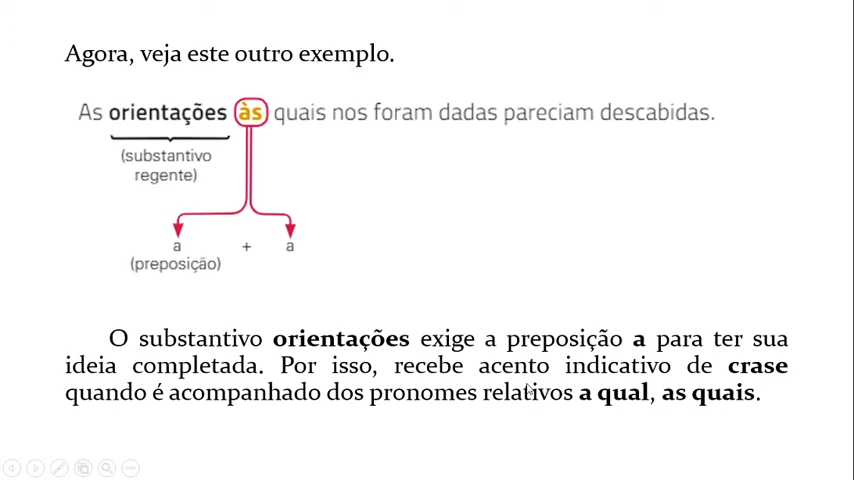 Agora, veja este outro exemplo.
As orientações às quais nos foram dadas pareciam descabidas.
(substantivo
regente)
a + a
(preposição)
O substantivo orientações exige a preposição a para ter sua
ideia completada. Por isso, recebe acento indicativo de crase
quando é acompanhado dos pronomes relativos a qual, as quais.